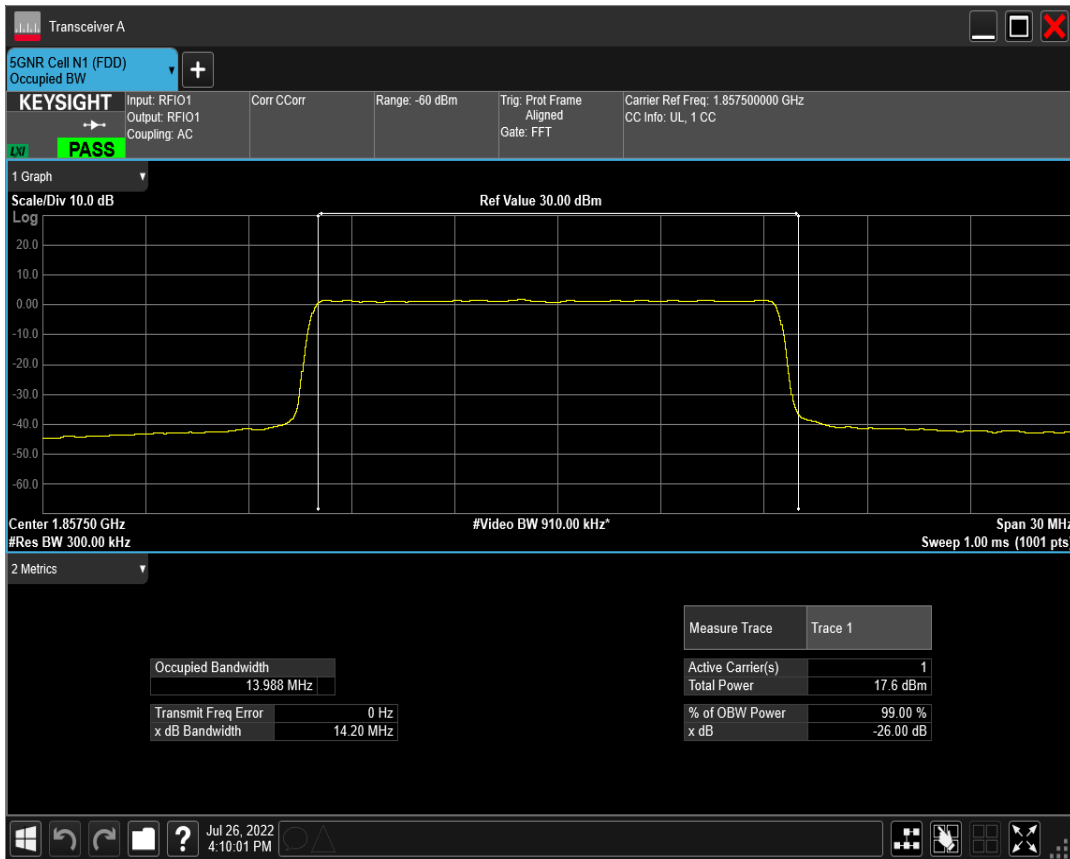 Transceiver A
5GNR Cell N1 (FDD)
Occupied BW
KEYSIGHT
LXI
PASS
Input: RFIO1
Output: RFIO1
Coupling: AC
Corr CCorr
Range: -60 dBm
Trig: Prot Frame
Aligned
Gate: FFT
Carrier Ref Freq: 1.857500000 GHz
CC Info: UL, 1 CC
1 Graph
Scale/Div 10.0 dB
Ref Value 30.00 dBm
Log
20.0
10.0
0.00
-10.0
-20.0
-30.0
-40.0
-50.0
-60.0
Center 1.85750 GHz
#Video BW 910.00 kHz*
Span 30 MHz
#Res BW 300.00 kHz
Sweep 1.00 ms (1001 pts)
2 Metrics
Measure Trace Trace 1
Occupied Bandwidth
13.988 MHz
Active Carrier(s) 1
Total Power 17.6 dBm
Transmit Freq Error 0 Hz
x dB Bandwidth 14.20 MHz
% of OBW Power 99.00 %
x dB -26.00 dB
?
Jul 26, 2022
4:10:01 PM